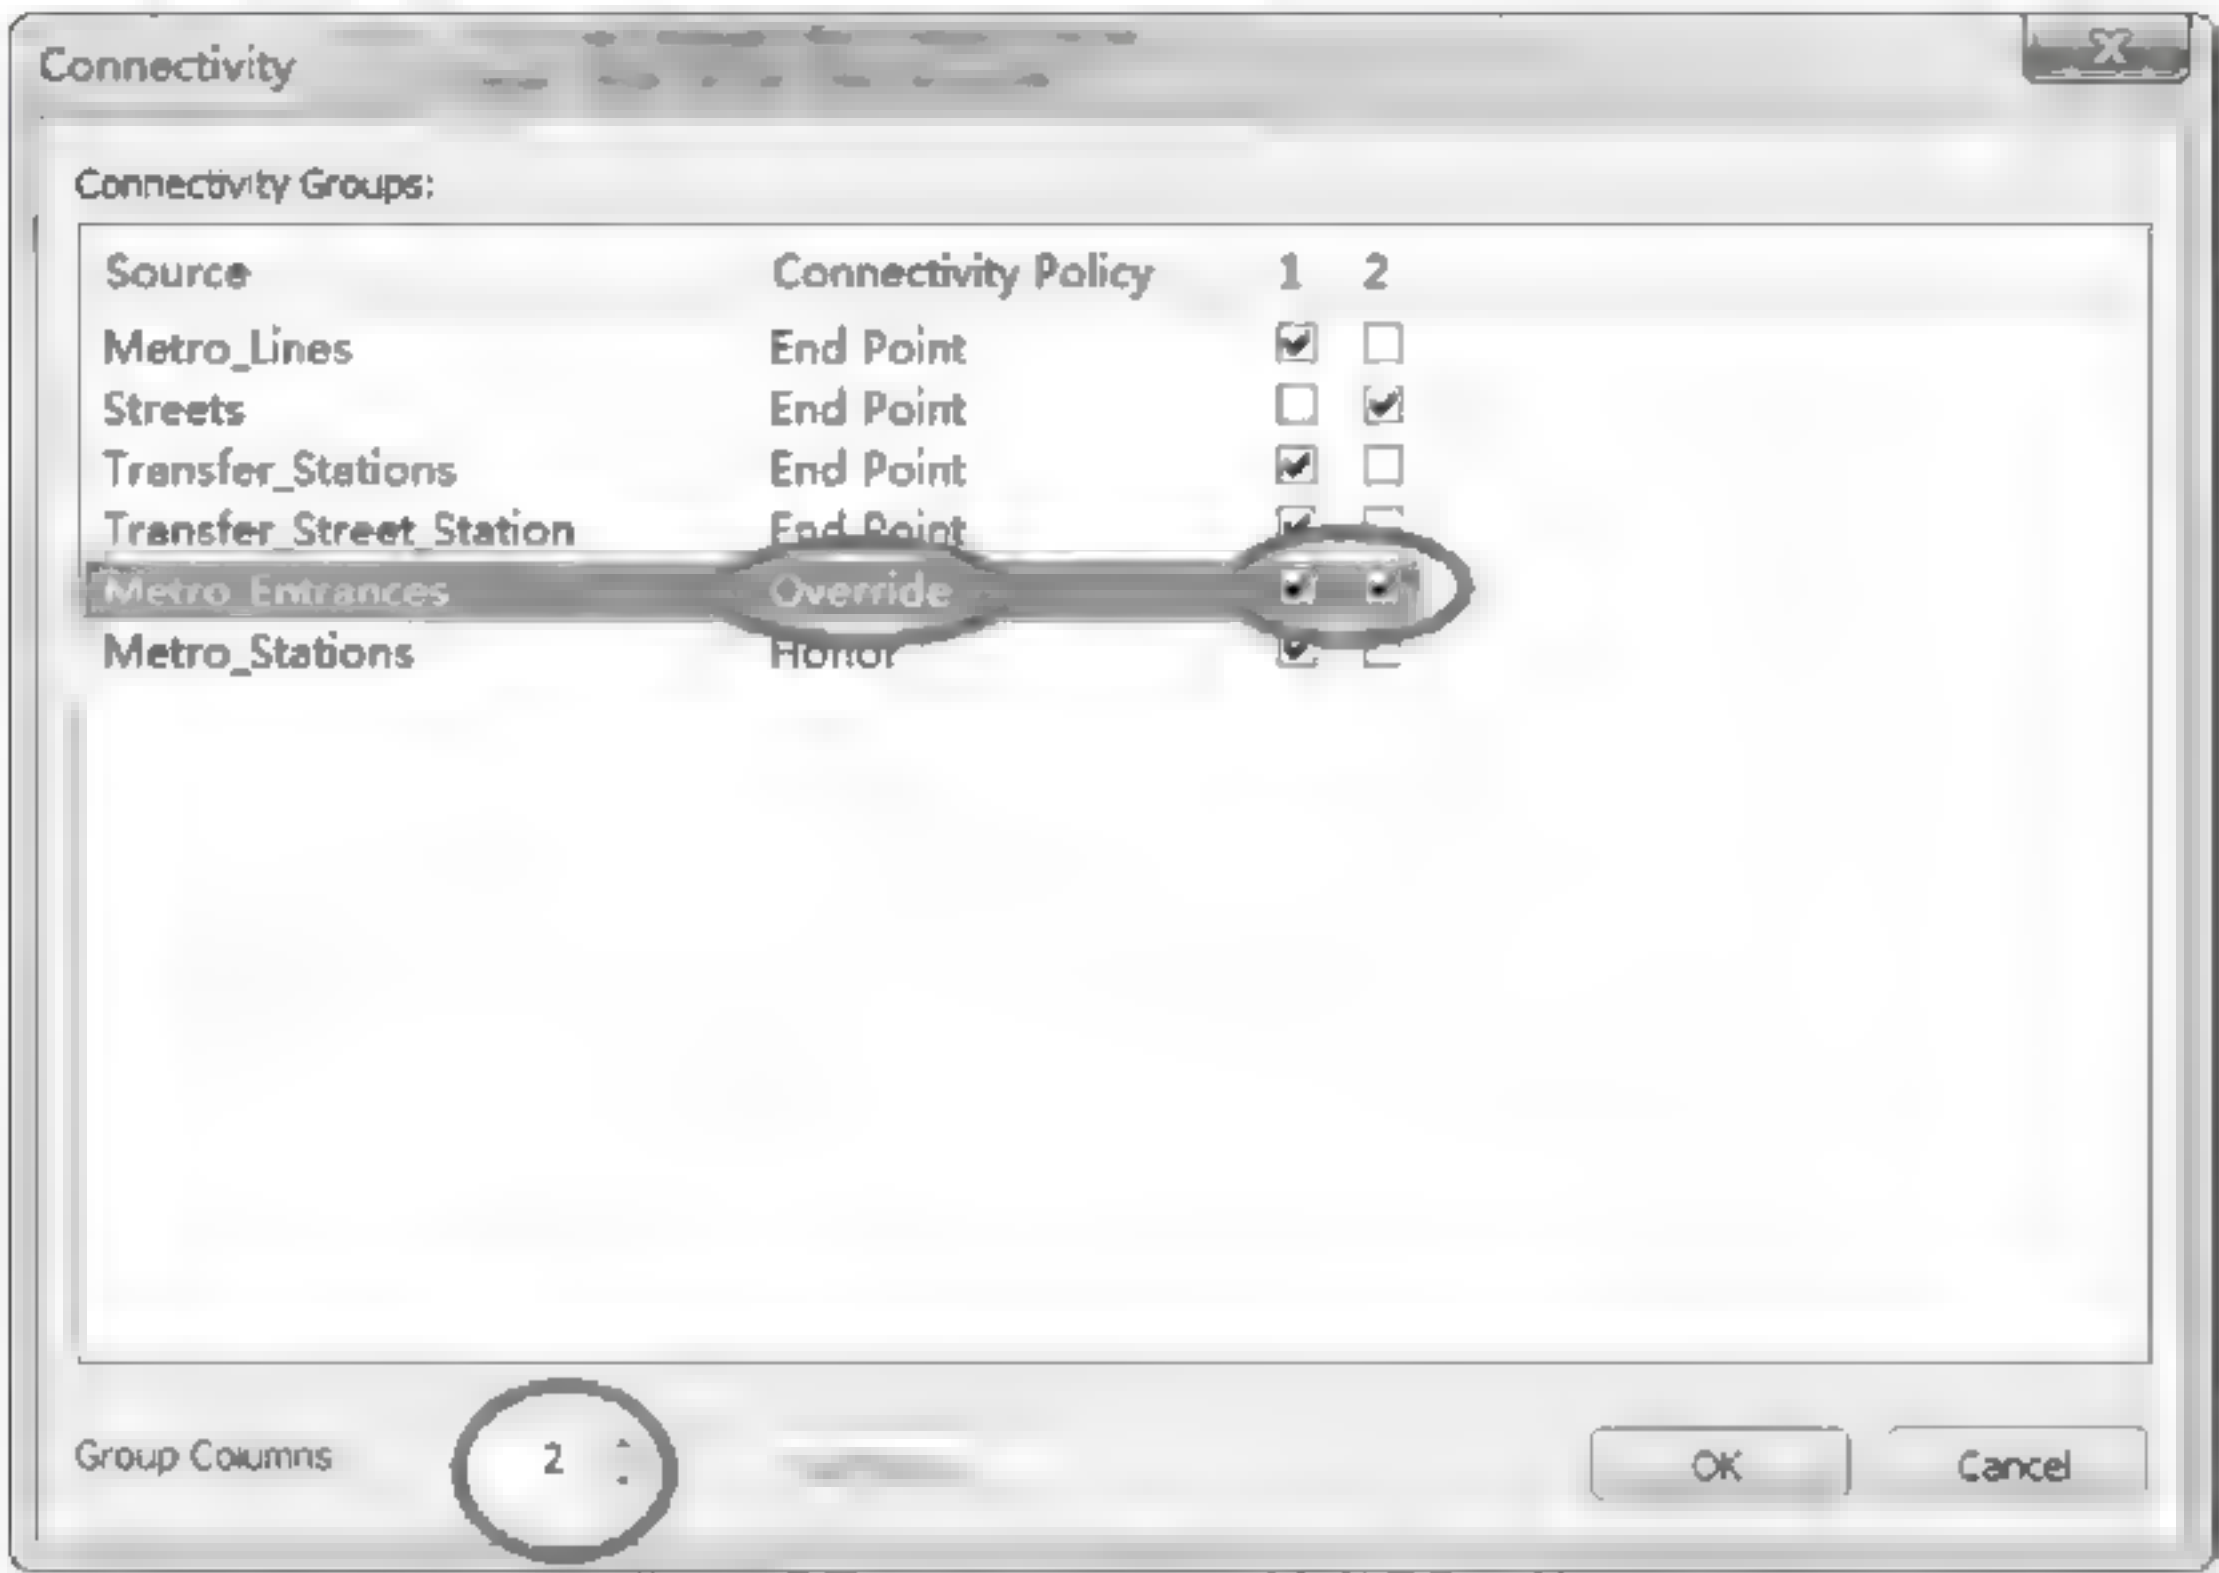 Connectivity
Connectivity Groups:
Source Connectivity Policy 1 2
Metro_Lines End Point
Streets End Point
Transfer_Stations End Point
Transfer_Street_Station End Point
Metro_Entrances Override
Metro_Stations Honor
Group Columns 2 OK Cancel